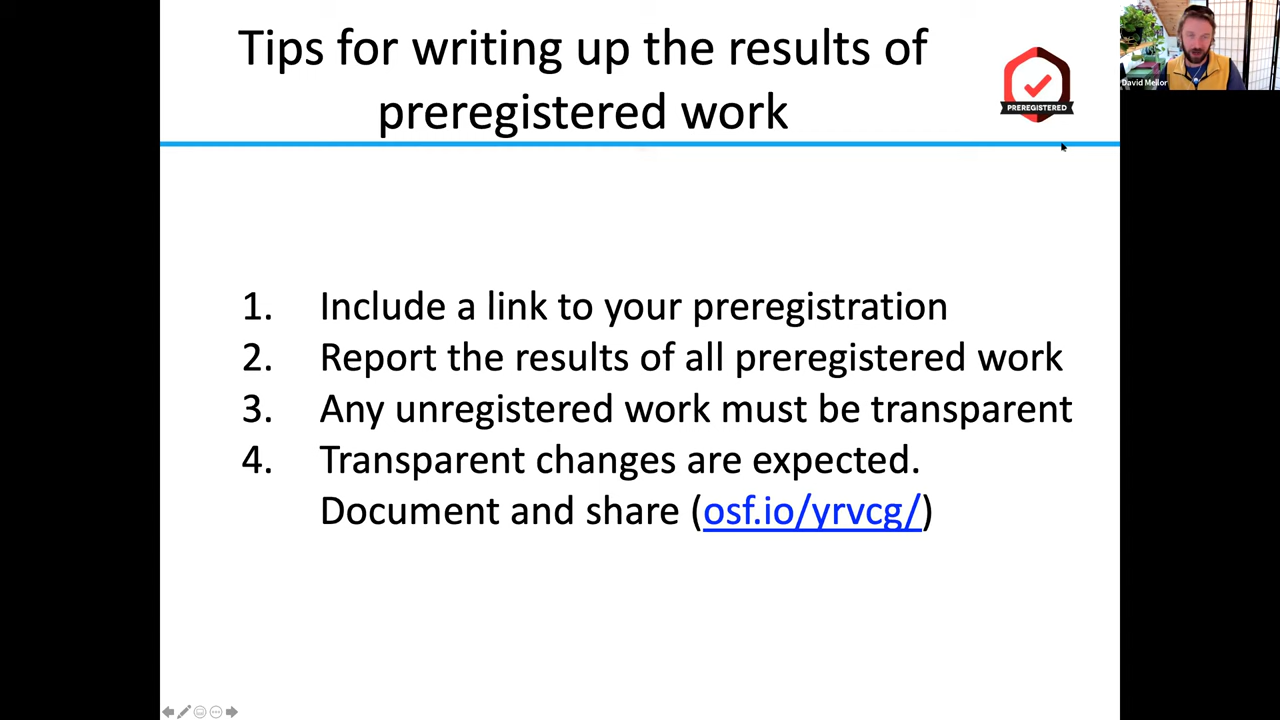 Tips for writing up the results of
preregistered work
PREREGISTERED
David Mellor
1. Include a link to your preregistration
2. Report the results of all preregistered work
3. Any unregistered work must be transparent
4. Transparent changes are expected.
Document and share (osf.io/yrvcg/)